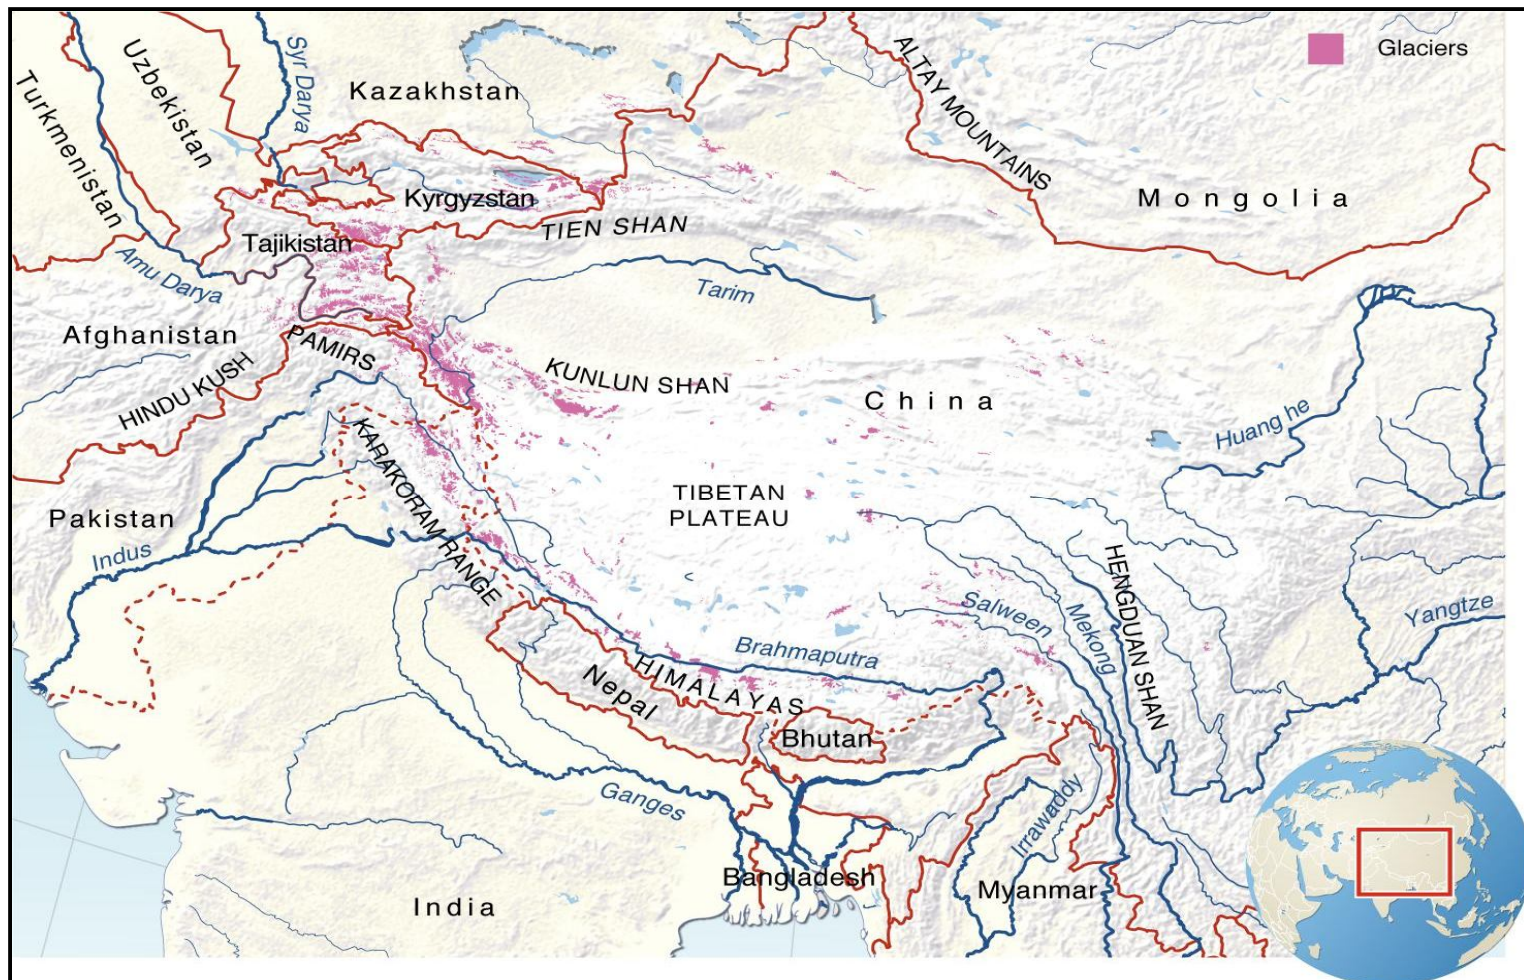 Glaciers
Syr Darya
Uzbekistan
Turkmenistan
Kazakhstan
ALTAY MOUNTAINS
Mongolia
Kyrgyzstan
TIEN SHAN
Tajikistan
Amu Darya
Tarim
Afghanistan
PAMIRS
HINDU KUSH
KUNLUN SHAN
China
Huang he
KARAKORAM RANGE
TIBETAN
PLATEAU
Pakistan
Indus
HENGDUAN SHAN
Salween
Mekong
Yangtze
Brahmaputra
HIMALAYAS
Nepal
Bhutan
Ganges
Irrawaddy
Bangladesh
Myanmar
India